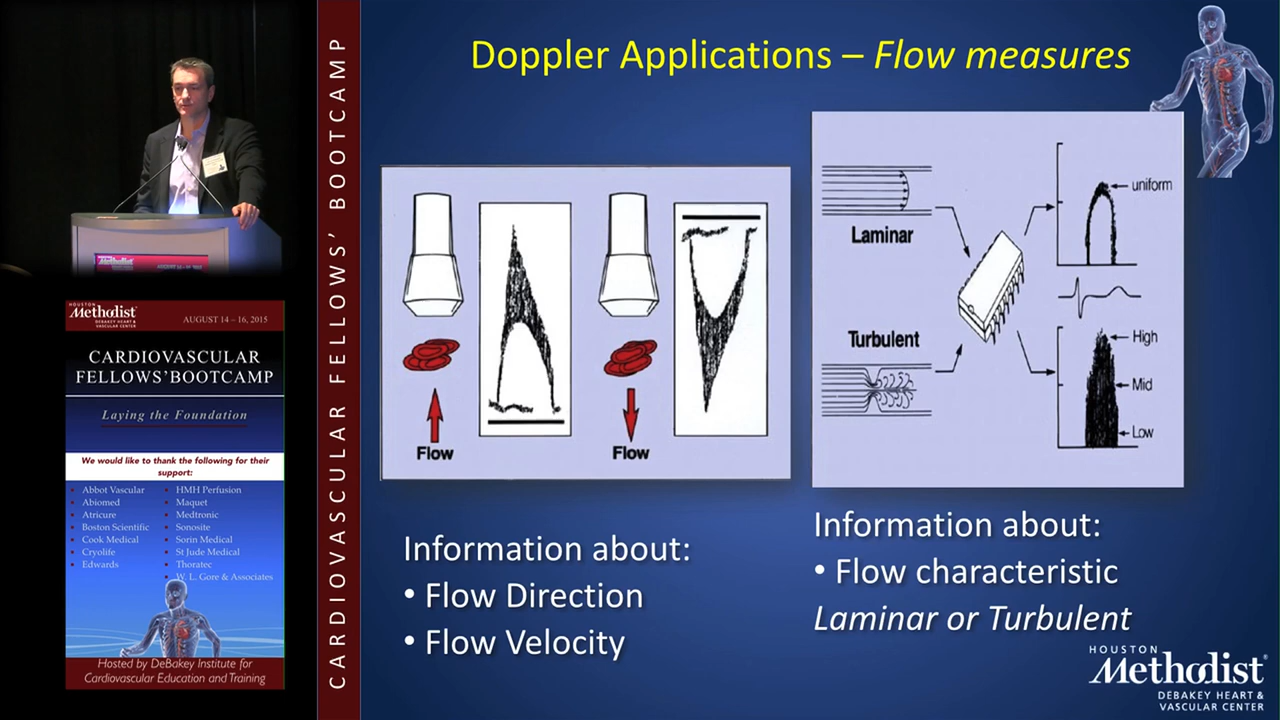 HOUSTON
Methodist
DEBAKEY HEART &
VASCULAR CENTER
AUGUST 14 – 16, 2015
CARDIOVASCULAR
FELLOWS'BOOTCAMP
Laying the Foundation
We would like to thank the following for their
support:
Abbot Vascular
Abiomed
Atricure
Boston Scientific
Cook Medical
Cryolife
Edwards
HMH Perfusion
Maquet
Medtronic
Sonosite
Sorin Medical
St Jude Medical
Thoratec
W. L. Gore & Associates
Hosted by DeBakey Institute for
Cardiovascular Education and Training
CARDIOVASCULAR FELLOWS' BOOTCAMP
Doppler Applications – Flow measures
Flow
Flow
Laminar
Turbulent
uniform
High
Mid
Low
Information about:
• Flow Direction
• Flow Velocity
Information about:
• Flow characteristic
Laminar or Turbulent
HOUSTON
Methodist®
DEBAKEY HEART &
VASCULAR CENTER